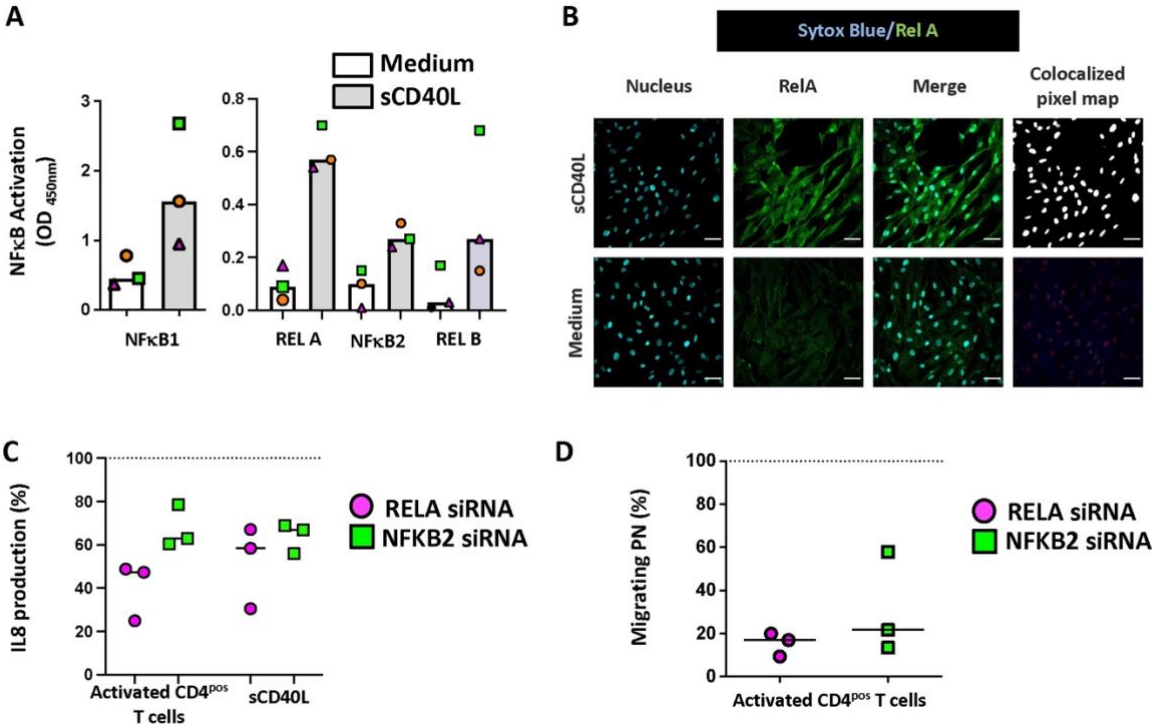 A
Medium
sCD40L
NFκB Activation
(OD 450nm)
3
2
1
0
NFκB1
0.8
0.6
0.4
0.2
0.0
REL A
NFκB2
REL B
B
Sytox Blue/Rel A
Nucleus
RelA
Merge
Colocalized
pixel map
sCD40L
Medium
C
IL8 production (%)
100
80
60
40
20
0
Activated CD4pos
T cells
sCD40L
RELA siRNA
NFKB2 siRNA
D
Migrating PN (%)
100
80
60
40
20
0
Activated CD4pos T cells
RELA siRNA
NFKB2 siRNA